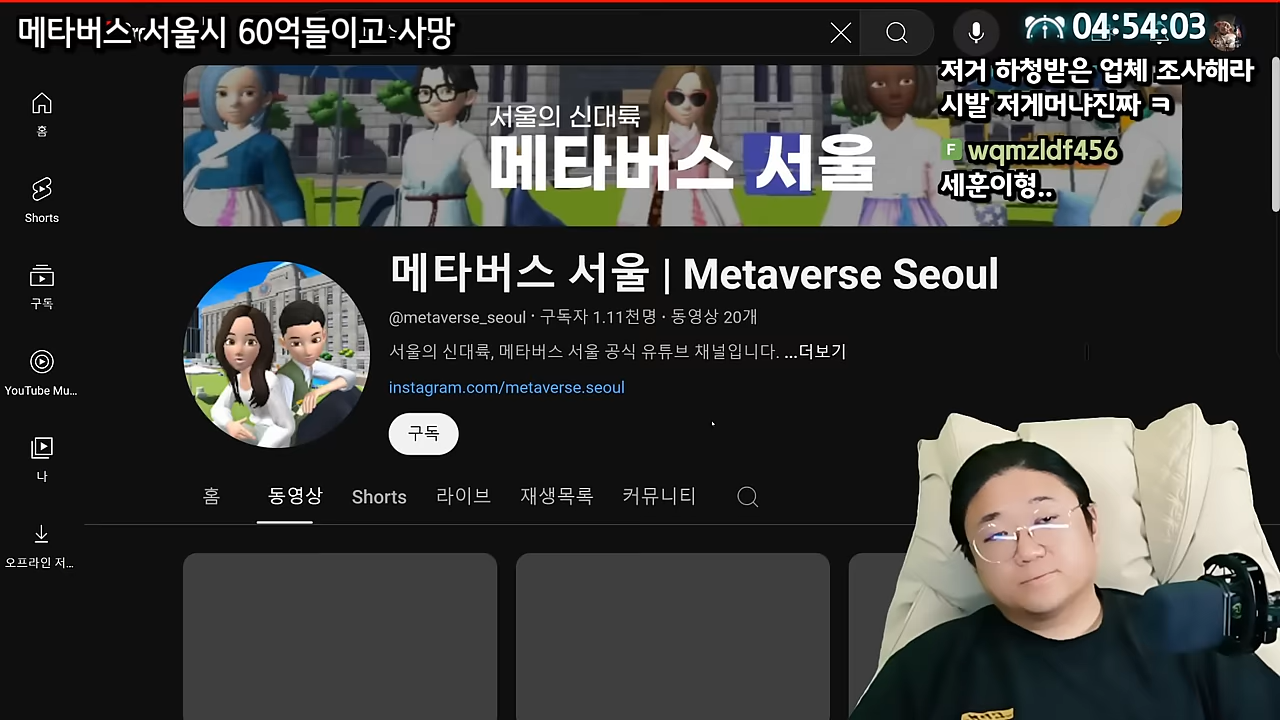 메타버스 서울시 60억들이고 사망
04:54:03
저거 하청받은 업체 조사해라
시발 저게머냐진짜 ㅋ
F wqmzldf456
세훈이형..
서울의 신대륙
메타버스 서울
홈
Shorts
구독
YouTube Mu...
나
오프라인 저...
메타버스 서울 | Metaverse Seoul
@metaverse_seoul · 구독자 1.11천명 · 동영상 20개
서울의 신대륙, 메타버스 서울 공식 유튜브 채널입니다. ...더보기
instagram.com/metaverse.seoul
구독
홈 동영상 Shorts 라이브 재생목록 커뮤니티